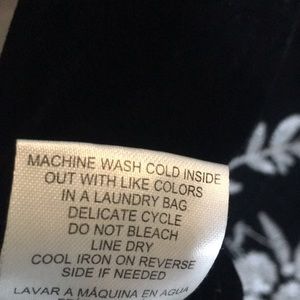 MACHINE WASH COLD INSIDE
OUT WITH LIKE COLORS
IN A LAUNDRY BAG
DELICATE CYCLE
DO NOT BLEACH
LINE DRY
COOL IRON ON REVERSE
SIDE IF NEEDED
LAVAR A MÁQUINA EN AGUA